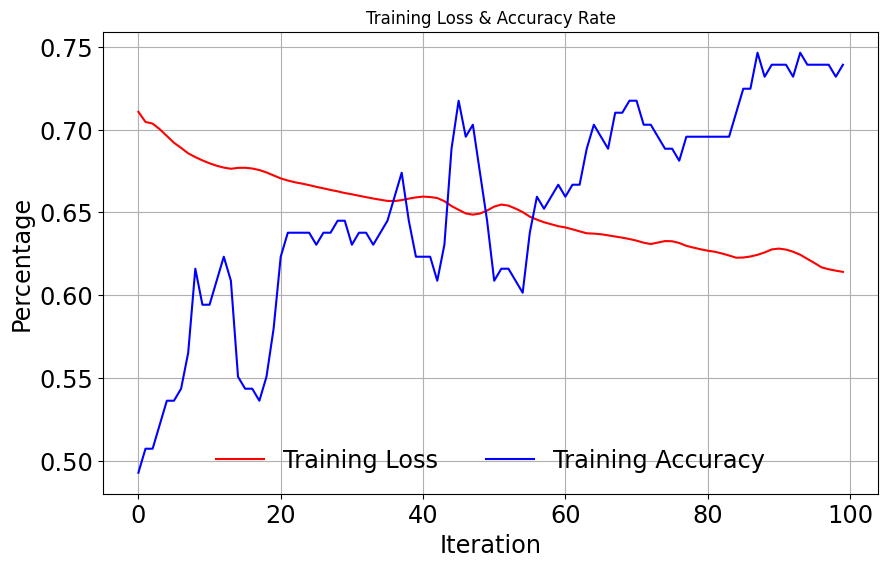 Training Loss & Accuracy Rate
0.75
0.70
0.65
0.60
0.55
0.50
Percentage
Training Loss
Training Accuracy
0 20 40 60 80 100
Iteration